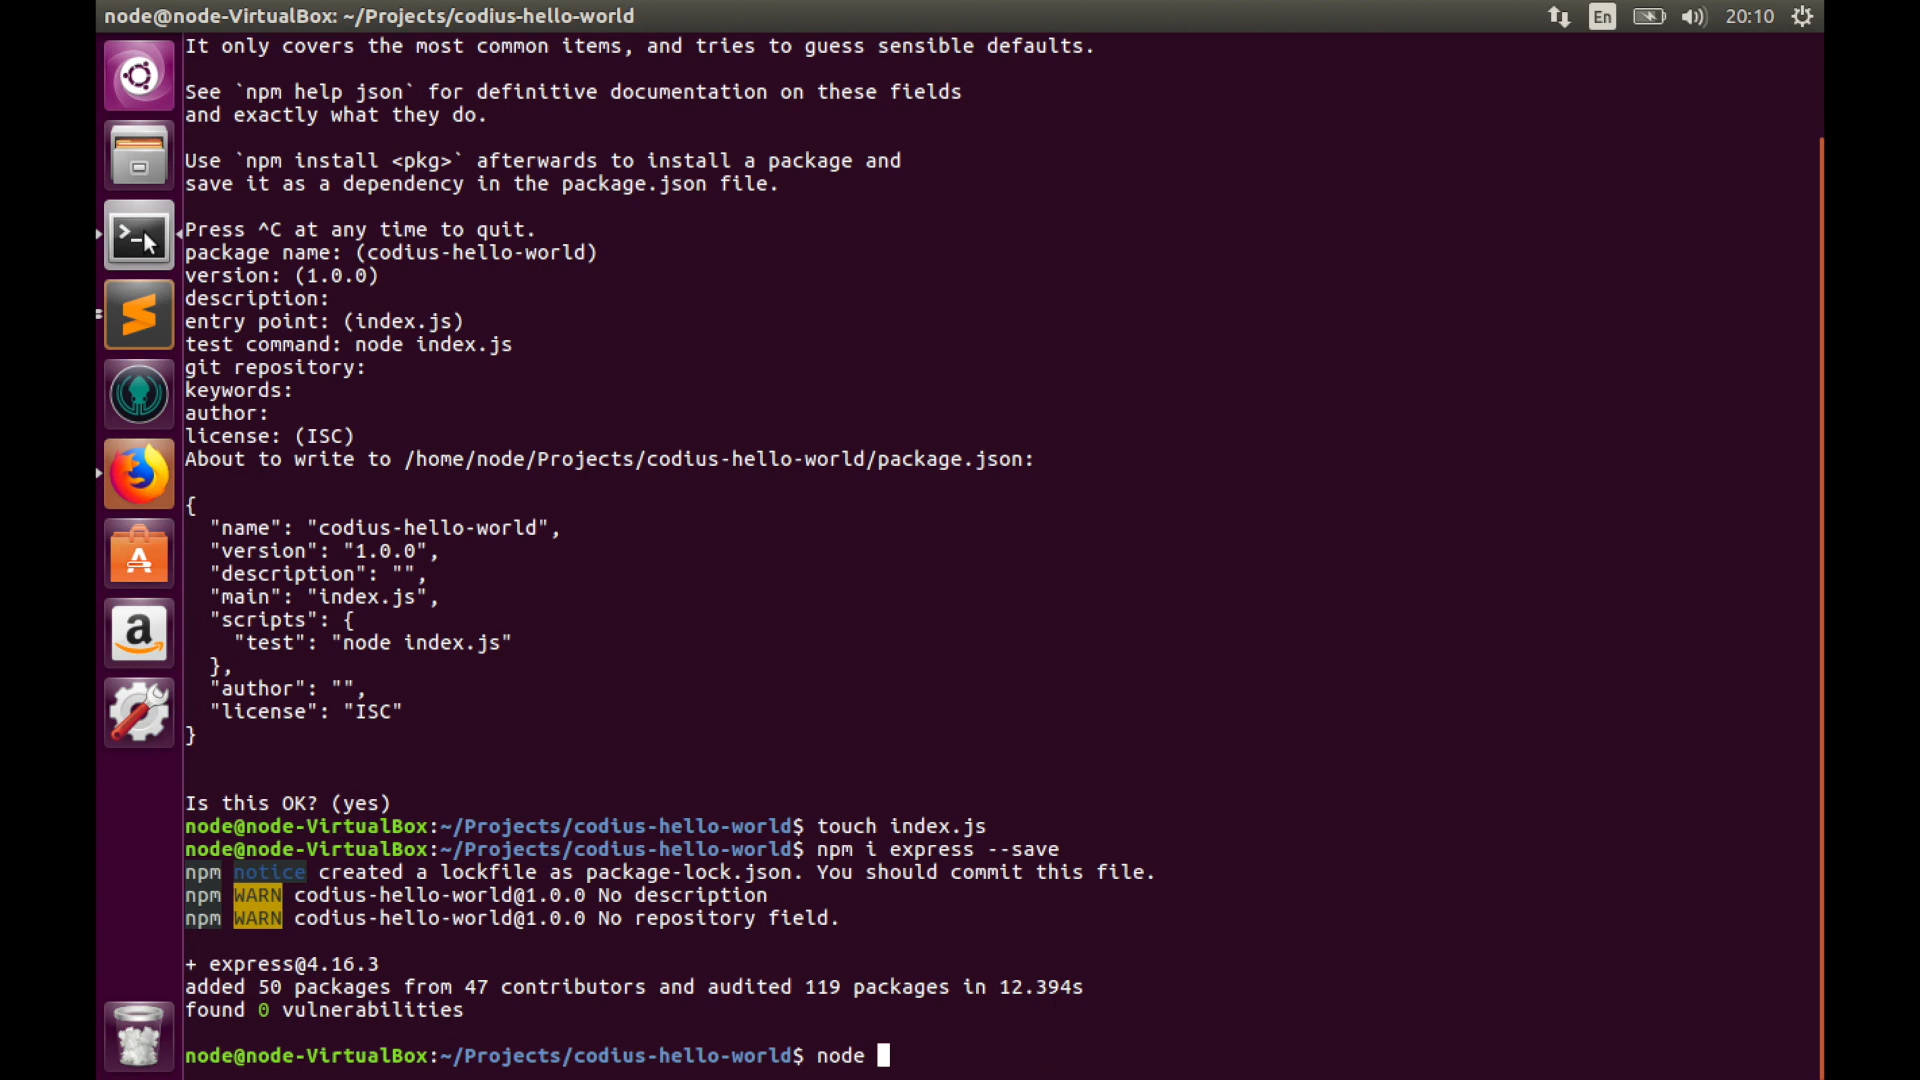 node@node-VirtualBox: ~/Projects/codius-hello-world
En
20:10
It only covers the most common items, and tries to guess sensible defaults.
See `npm help json` for definitive documentation on these fields
and exactly what they do.
Use `npm install <pkg>` afterwards to install a package and
save it as a dependency in the package.json file.
Press ^C at any time to quit.
package name: (codius-hello-world)
version: (1.0.0)
description:
entry point: (index.js)
test command: node index.js
git repository:
keywords:
author:
license: (ISC)
About to write to /home/node/Projects/codius-hello-world/package.json:
{
  "name": "codius-hello-world",
  "version": "1.0.0",
  "description": "",
  "main": "index.js",
  "scripts": {
    "test": "node index.js"
  },
  "author": "",
  "license": "ISC"
}
Is this OK? (yes)
node@node-VirtualBox:~/Projects/codius-hello-world$ touch index.js
node@node-VirtualBox:~/Projects/codius-hello-world$ npm i express --save
npm notice created a lockfile as package-lock.json. You should commit this file.
npm WARN codius-hello-world@1.0.0 No description
npm WARN codius-hello-world@1.0.0 No repository field.
+ express@4.16.3
added 50 packages from 47 contributors and audited 119 packages in 12.394s
found 0 vulnerabilities
node@node-VirtualBox:~/Projects/codius-hello-world$ node